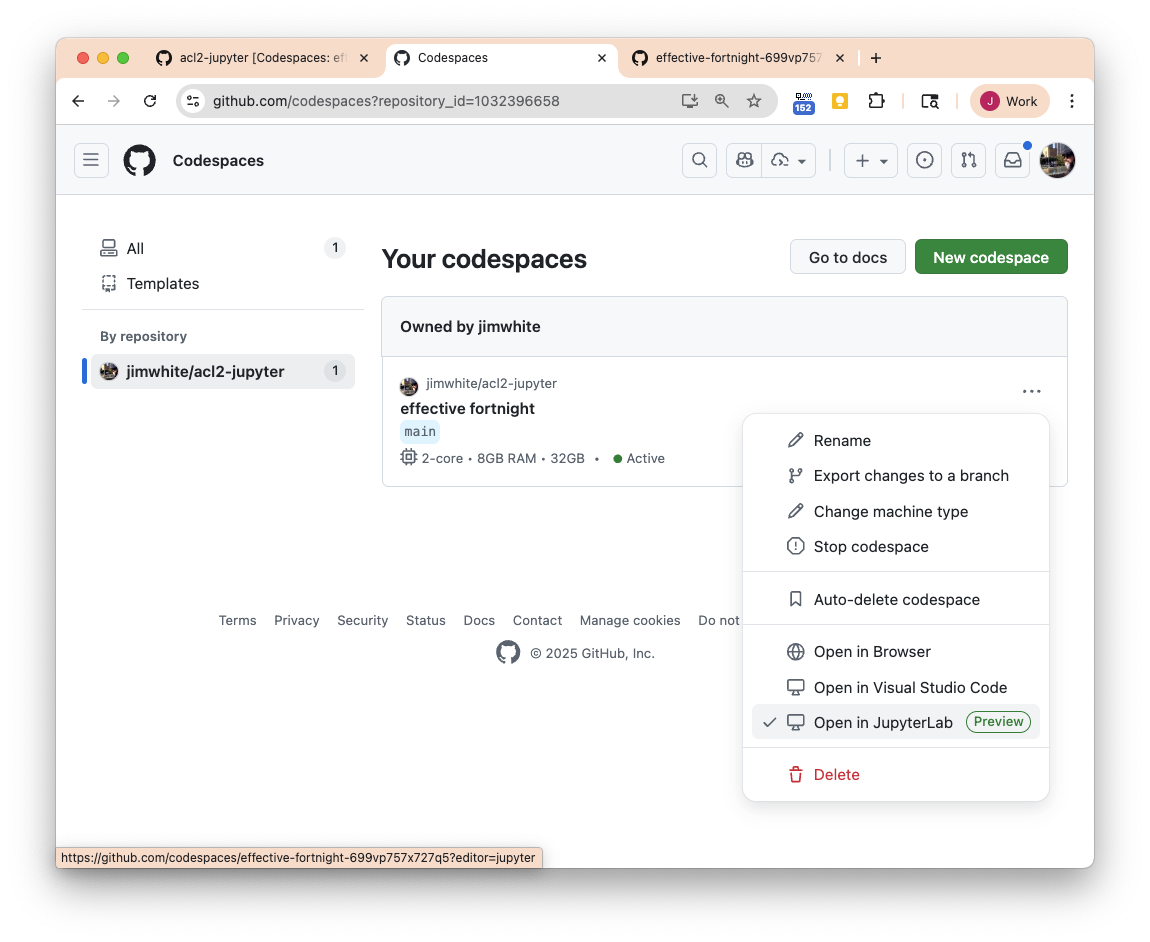 acl2-jupyter [Codespaces: eff
Codespaces
effective-fortnight-699vp757
github.com/codespaces?repository_id=1032396658
152
J
Work
Codespaces
All
1
Templates
By repository
jimwhite/acl2-jupyter
1
Your codespaces
Go to docs
New codespace
Owned by jimwhite
jimwhite/acl2-jupyter
effective fortnight
main
2-core • 8GB RAM • 32GB • Active
Rename
Export changes to a branch
Change machine type
Stop codespace
Auto-delete codespace
Open in Browser
Open in Visual Studio Code
Open in JupyterLab Preview
Delete
Terms Privacy Security Status Docs Contact Manage cookies Do not
© 2025 GitHub, Inc.
https://github.com/codespaces/effective-fortnight-699vp757x727q5?editor=jupyter